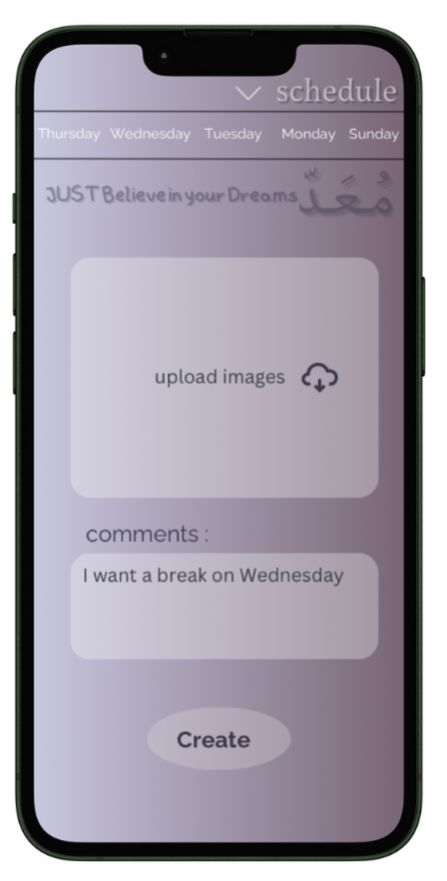 schedule
Thursday Wednesday Tuesday Monday Sunday
JUST Believe in your Dreams مُعَدّ
upload images
comments :
I want a break on Wednesday
Create